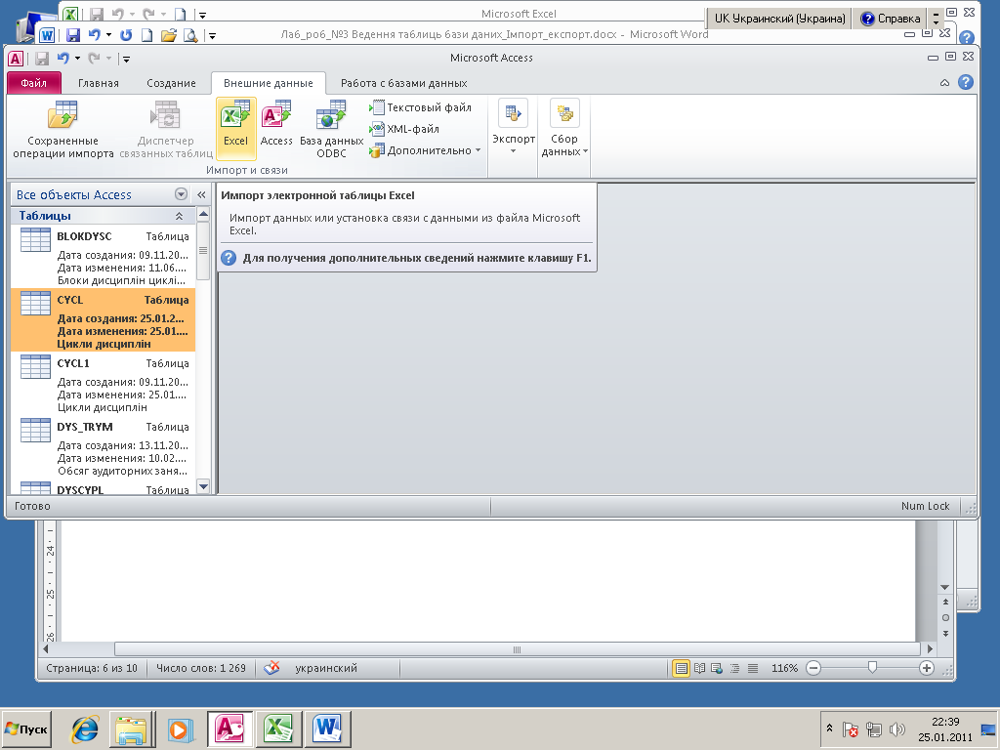 Microsoft Excel
UK Украинский (Украина)
Справка
Лаб_роб_№3 Ведення таблиць бази даних_Імпорт_експорт.docx - Microsoft Word
Microsoft Access
Файл
Главная
Создание
Внешние данные
Работа с базами данных
Сохраненные операции импорта
Диспетчер связанных таблиц
Excel
Access
База данных ODBC
Текстовый файл
XML-файл
Дополнительно
Экспорт
Сбор данных
Импорт и связи
Все объекты Access
Таблицы
BLOKDYSC Таблица
Дата создания: 09.11.20...
Дата изменения: 11.06....
Блоки дисциплін циклі...
CYCL Таблица
Дата создания: 25.01.2...
Дата изменения: 25.01....
Цикли дисциплін
CYCL1 Таблица
Дата создания: 09.11.20...
Дата изменения: 25.01....
Цикли дисциплін
DYS_TRYM Таблица
Дата создания: 13.11.20...
Дата изменения: 10.02....
Обсяг аудиторних заня...
DYSCYPL Таблица
Импорт электронной таблицы Excel
Импорт данных или установка связи с данными из файла Microsoft
Excel.
Для получения дополнительных сведений нажмите клавишу F1.
Готово
Num Lock
24
25
26
Страница: 6 из 10
Число слов: 1 269
украинский
116%
Пуск
22:39
25.01.2011